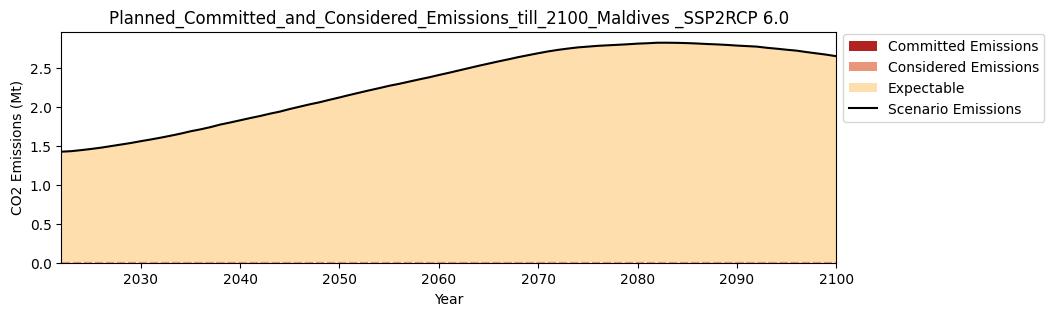 Planned_Committed_and_Considered_Emissions_till_2100_Maldives _SSP2RCP 6.0
Committed Emissions
Considered Emissions
Expectable
Scenario Emissions
CO2 Emissions (Mt)
2.5
2.0
1.5
1.0
0.5
0.0
2030 2040 2050 2060 2070 2080 2090 2100
Year